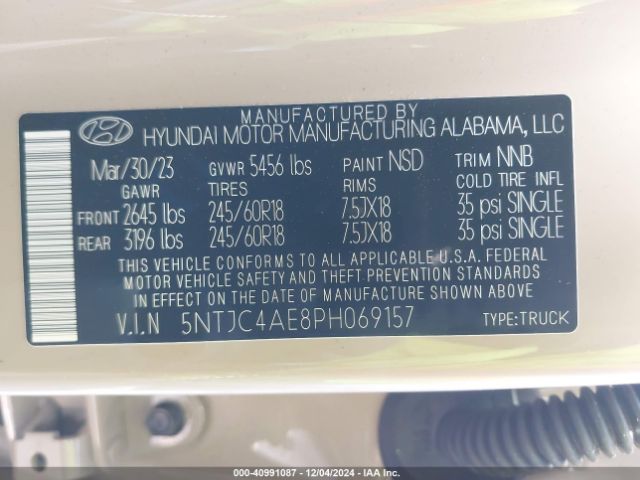 MANUFACTURED BY
HYUNDAI MOTOR MANUFACTURING ALABAMA, LLC
Mar/30/23 GVWR 5456 lbs PAINT NSD TRIM NNB
GAWR TIRES RIMS COLD TIRE INFL
FRONT 2645 lbs 245/60R18 7.5JX18 35 psi SINGLE
REAR 3196 lbs 245/60R18 7.5JX18 35 psi SINGLE
THIS VEHICLE CONFORMS TO ALL APPLICABLE U.S.A. FEDERAL
MOTOR VEHICLE SAFETY AND THEFT PREVENTION STANDARDS
IN EFFECT ON THE DATE OF MANUFACTURE SHOWN ABOVE.
V.I.N 5NTJC4AE8PH069157 TYPE:TRUCK
000-40991087 - 12/04/2024 - IAA Inc.